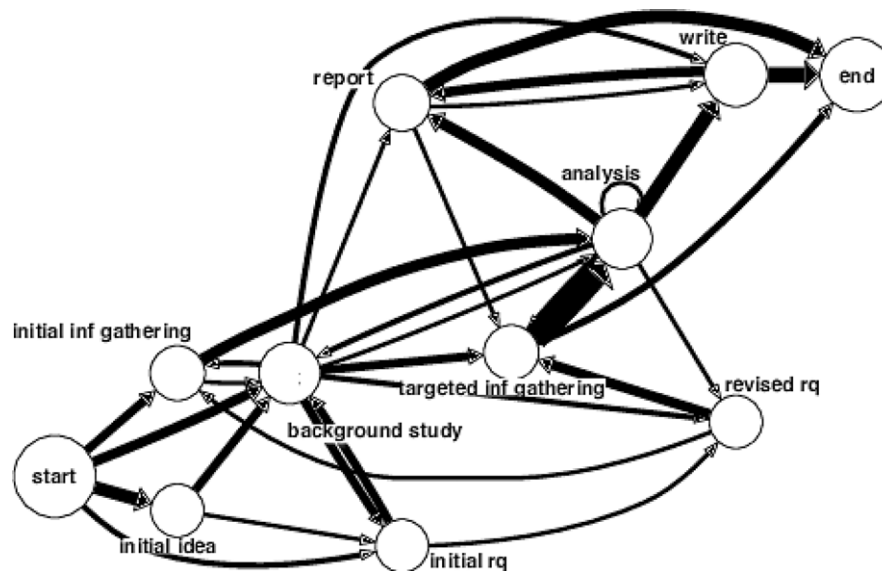 write
report
end
analysis
initial inf gathering
targeted inf gathering
revised rq
background study
start
initial idea
initial rq